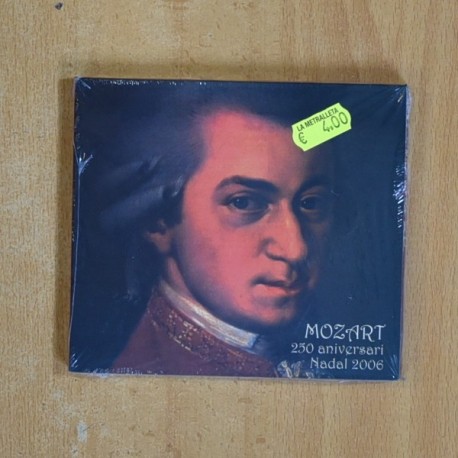 LA METRALLETA
€ 4,00
MOZART
250 aniversari
Nadal 2006